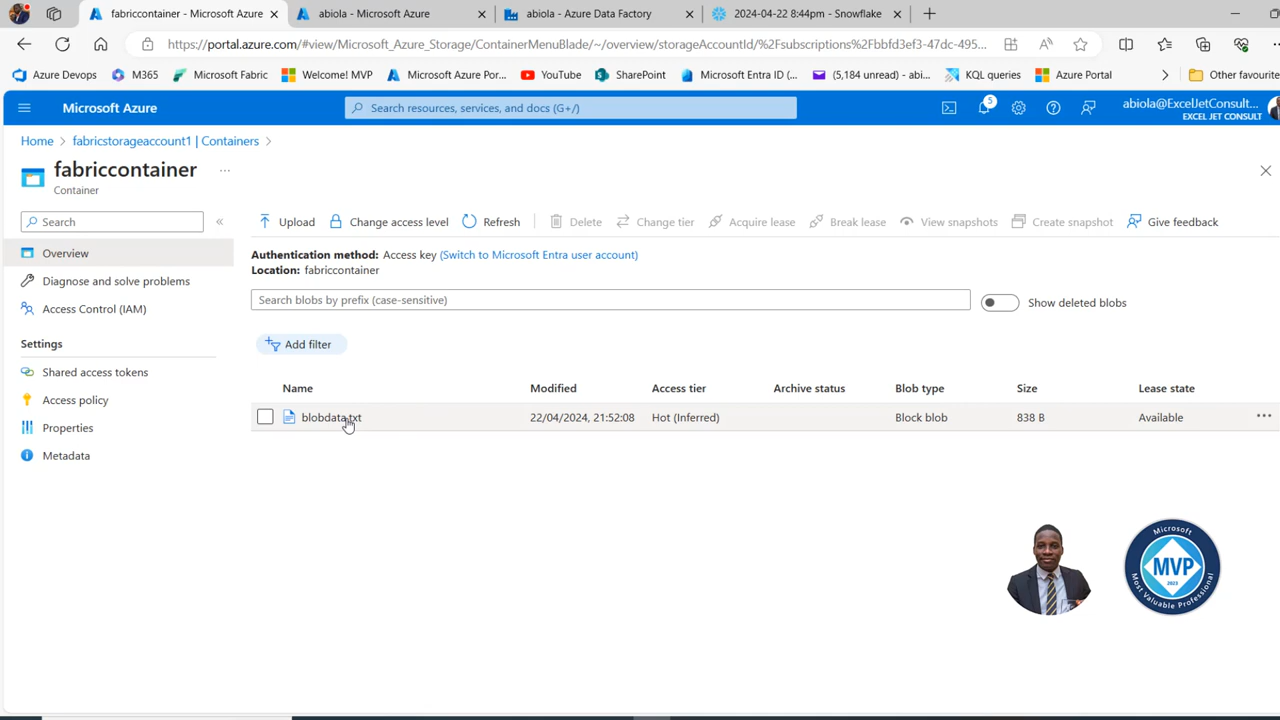 fabriccontainer - Microsoft Azure
abiola - Microsoft Azure
abiola - Azure Data Factory
2024-04-22 8:44pm - Snowflake
https://portal.azure.com/#view/Microsoft_Azure_Storage/ContainerMenuBlade/~/overview/storageAccountId/%2Fsubscriptions%2Fbbfd3ef3-47dc-495...
Azure Devops
M365
Microsoft Fabric
Welcome! MVP
Microsoft Azure Por...
YouTube
SharePoint
Microsoft Entra ID (...
(5,184 unread) - abi...
KQL queries
Azure Portal
Other favourite
Microsoft Azure
Search resources, services, and docs (G+/)
5
abiola@ExcelJetConsult...
EXCEL JET CONSULT
Home > fabricstorageaccount1 | Containers >
fabriccontainer
...
Container
Search
Upload
Change access level
Refresh
Delete
Change tier
Acquire lease
Break lease
View snapshots
Create snapshot
Give feedback
Overview
Diagnose and solve problems
Access Control (IAM)
Settings
Shared access tokens
Access policy
Properties
Metadata
Authentication method: Access key (Switch to Microsoft Entra user account)
Location: fabriccontainer
Search blobs by prefix (case-sensitive)
Show deleted blobs
Add filter
Name Modified Access tier Archive status Blob type Size Lease state
blobdata.txt 22/04/2024, 21:52:08 Hot (Inferred) Block blob 838 B Available ...
Microsoft
MVP
2023
Most Valuable Professional